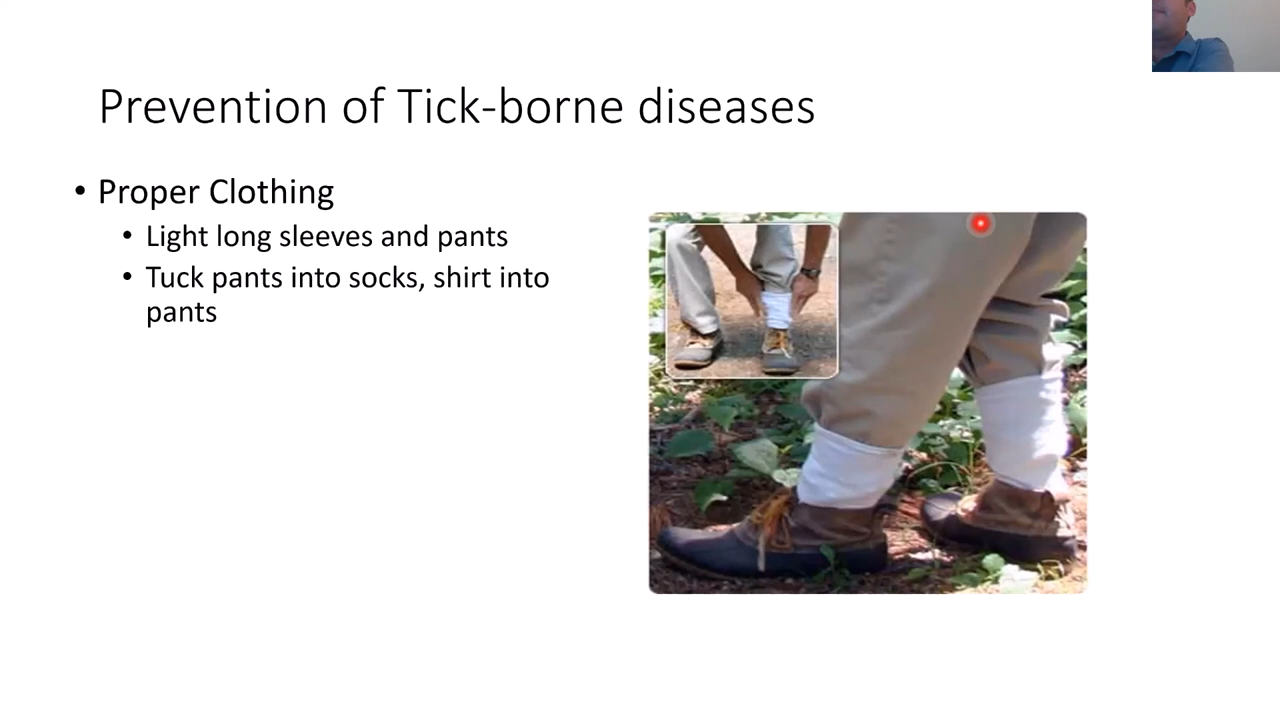 Prevention of Tick-borne diseases
• Proper Clothing
• Light long sleeves and pants
• Tuck pants into socks, shirt into
pants